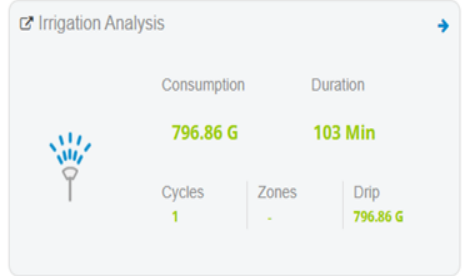 Irrigation Analysis
Consumption Duration
796.86 G 103 Min
Cycles Zones Drip
1 - 796.86 G